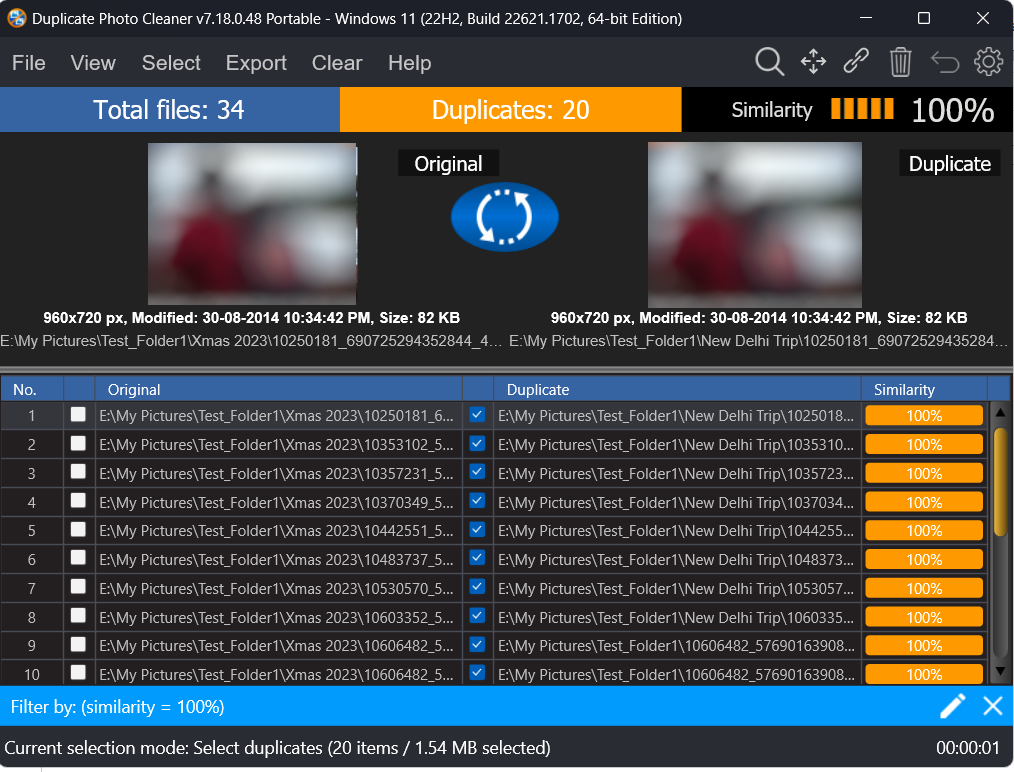 Duplicate Photo Cleaner v7.18.0.48 Portable - Windows 11 (22H2, Build 22621.1702, 64-bit Edition)
File View Select Export Clear Help
Total files: 34 Duplicates: 20 Similarity 100%
Original Duplicate
960x720 px, Modified: 30-08-2014 10:34:42 PM, Size: 82 KB 960x720 px, Modified: 30-08-2014 10:34:42 PM, Size: 82 KB
E:\My Pictures\Test_Folder1\Xmas 2023\10250181_690725294352844_4... E:\My Pictures\Test_Folder1\New Delhi Trip\10250181_69072529435284...
No. Original Duplicate Similarity
1 E:\My Pictures\Test_Folder1\Xmas 2023\10250181_6... E:\My Pictures\Test_Folder1\New Delhi Trip\1025018... 100%
2 E:\My Pictures\Test_Folder1\Xmas 2023\10353102_5... E:\My Pictures\Test_Folder1\New Delhi Trip\1035310... 100%
3 E:\My Pictures\Test_Folder1\Xmas 2023\10357231_5... E:\My Pictures\Test_Folder1\New Delhi Trip\1035723... 100%
4 E:\My Pictures\Test_Folder1\Xmas 2023\10370349_5... E:\My Pictures\Test_Folder1\New Delhi Trip\1037034... 100%
5 E:\My Pictures\Test_Folder1\Xmas 2023\10442551_5... E:\My Pictures\Test_Folder1\New Delhi Trip\1044255... 100%
6 E:\My Pictures\Test_Folder1\Xmas 2023\10483737_5... E:\My Pictures\Test_Folder1\New Delhi Trip\1048373... 100%
7 E:\My Pictures\Test_Folder1\Xmas 2023\10530570_5... E:\My Pictures\Test_Folder1\New Delhi Trip\1053057... 100%
8 E:\My Pictures\Test_Folder1\Xmas 2023\10603352_5... E:\My Pictures\Test_Folder1\New Delhi Trip\1060335... 100%
9 E:\My Pictures\Test_Folder1\Xmas 2023\10606482_5... E:\My Pictures\Test_Folder1\10606482_57690163908... 100%
10 E:\My Pictures\Test_Folder1\Xmas 2023\10606482_5... E:\My Pictures\Test_Folder1\10606482_57690163908... 100%
Filter by: (similarity = 100%)
Current selection mode: Select duplicates (20 items / 1.54 MB selected) 00:00:01